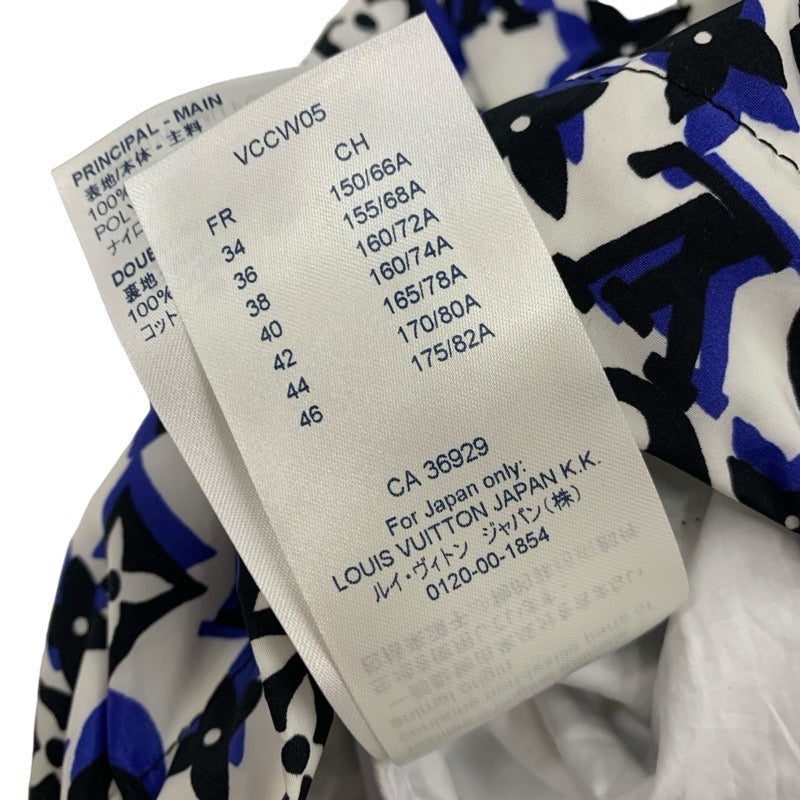 PRINCIPAL - MAIN
表地/本体 - 主料
100%
POL
ナイロ
DOUB
裏地
100%
コット
VCCW05
FR CH
34 150/66A
36 155/68A
38 160/72A
40 160/74A
42 165/78A
44 170/80A
46 175/82A
CA 36929
For Japan only:
LOUIS VUITTON JAPAN K.K.
ルイ・ヴィトン ジャパン(株)
0120-00-1854